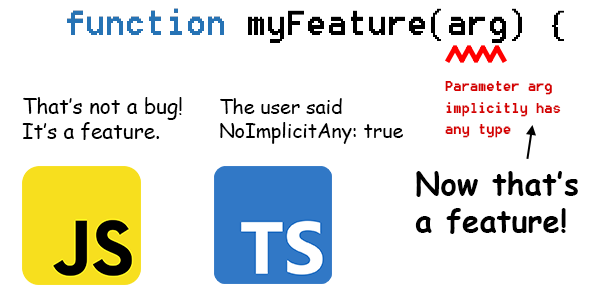 function myFeature(arg) {
Parameter arg
implicitly has
any type
That's not a bug!
It's a feature.
The user said
NoImplicitAny: true
Now that's
a feature!
JS
TS